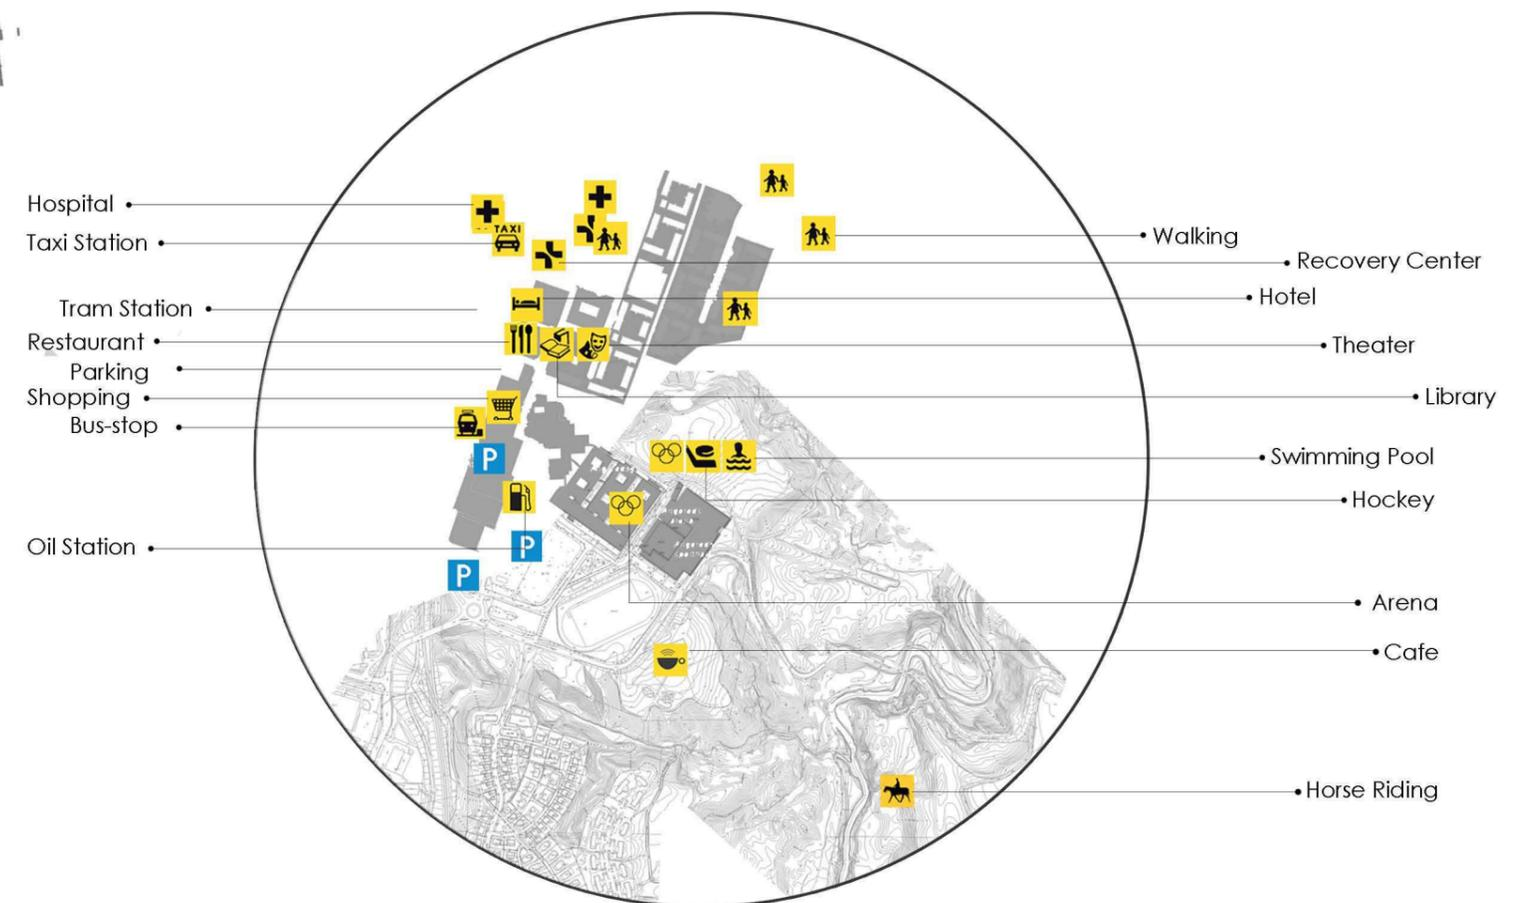 Hospital
Taxi Station
Tram Station
Restaurant
Parking
Shopping
Bus-stop
Oil Station
TAXI
P
P
P
Walking
Recovery Center
Hotel
Theater
Library
Swimming Pool
Hockey
Arena
Cafe
Horse Riding